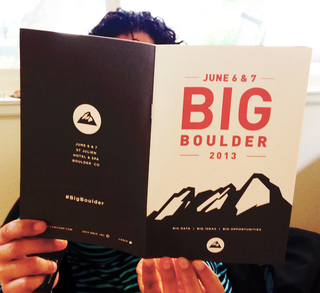 JUNE 6 & 7
ST JULIEN
HOTEL & SPA
BOULDER CO
#BigBoulder
JUNE 6 & 7
BIG
BOULDER
2013
BIG DATA | BIG IDEAS | BIG OPPORTUNITIES